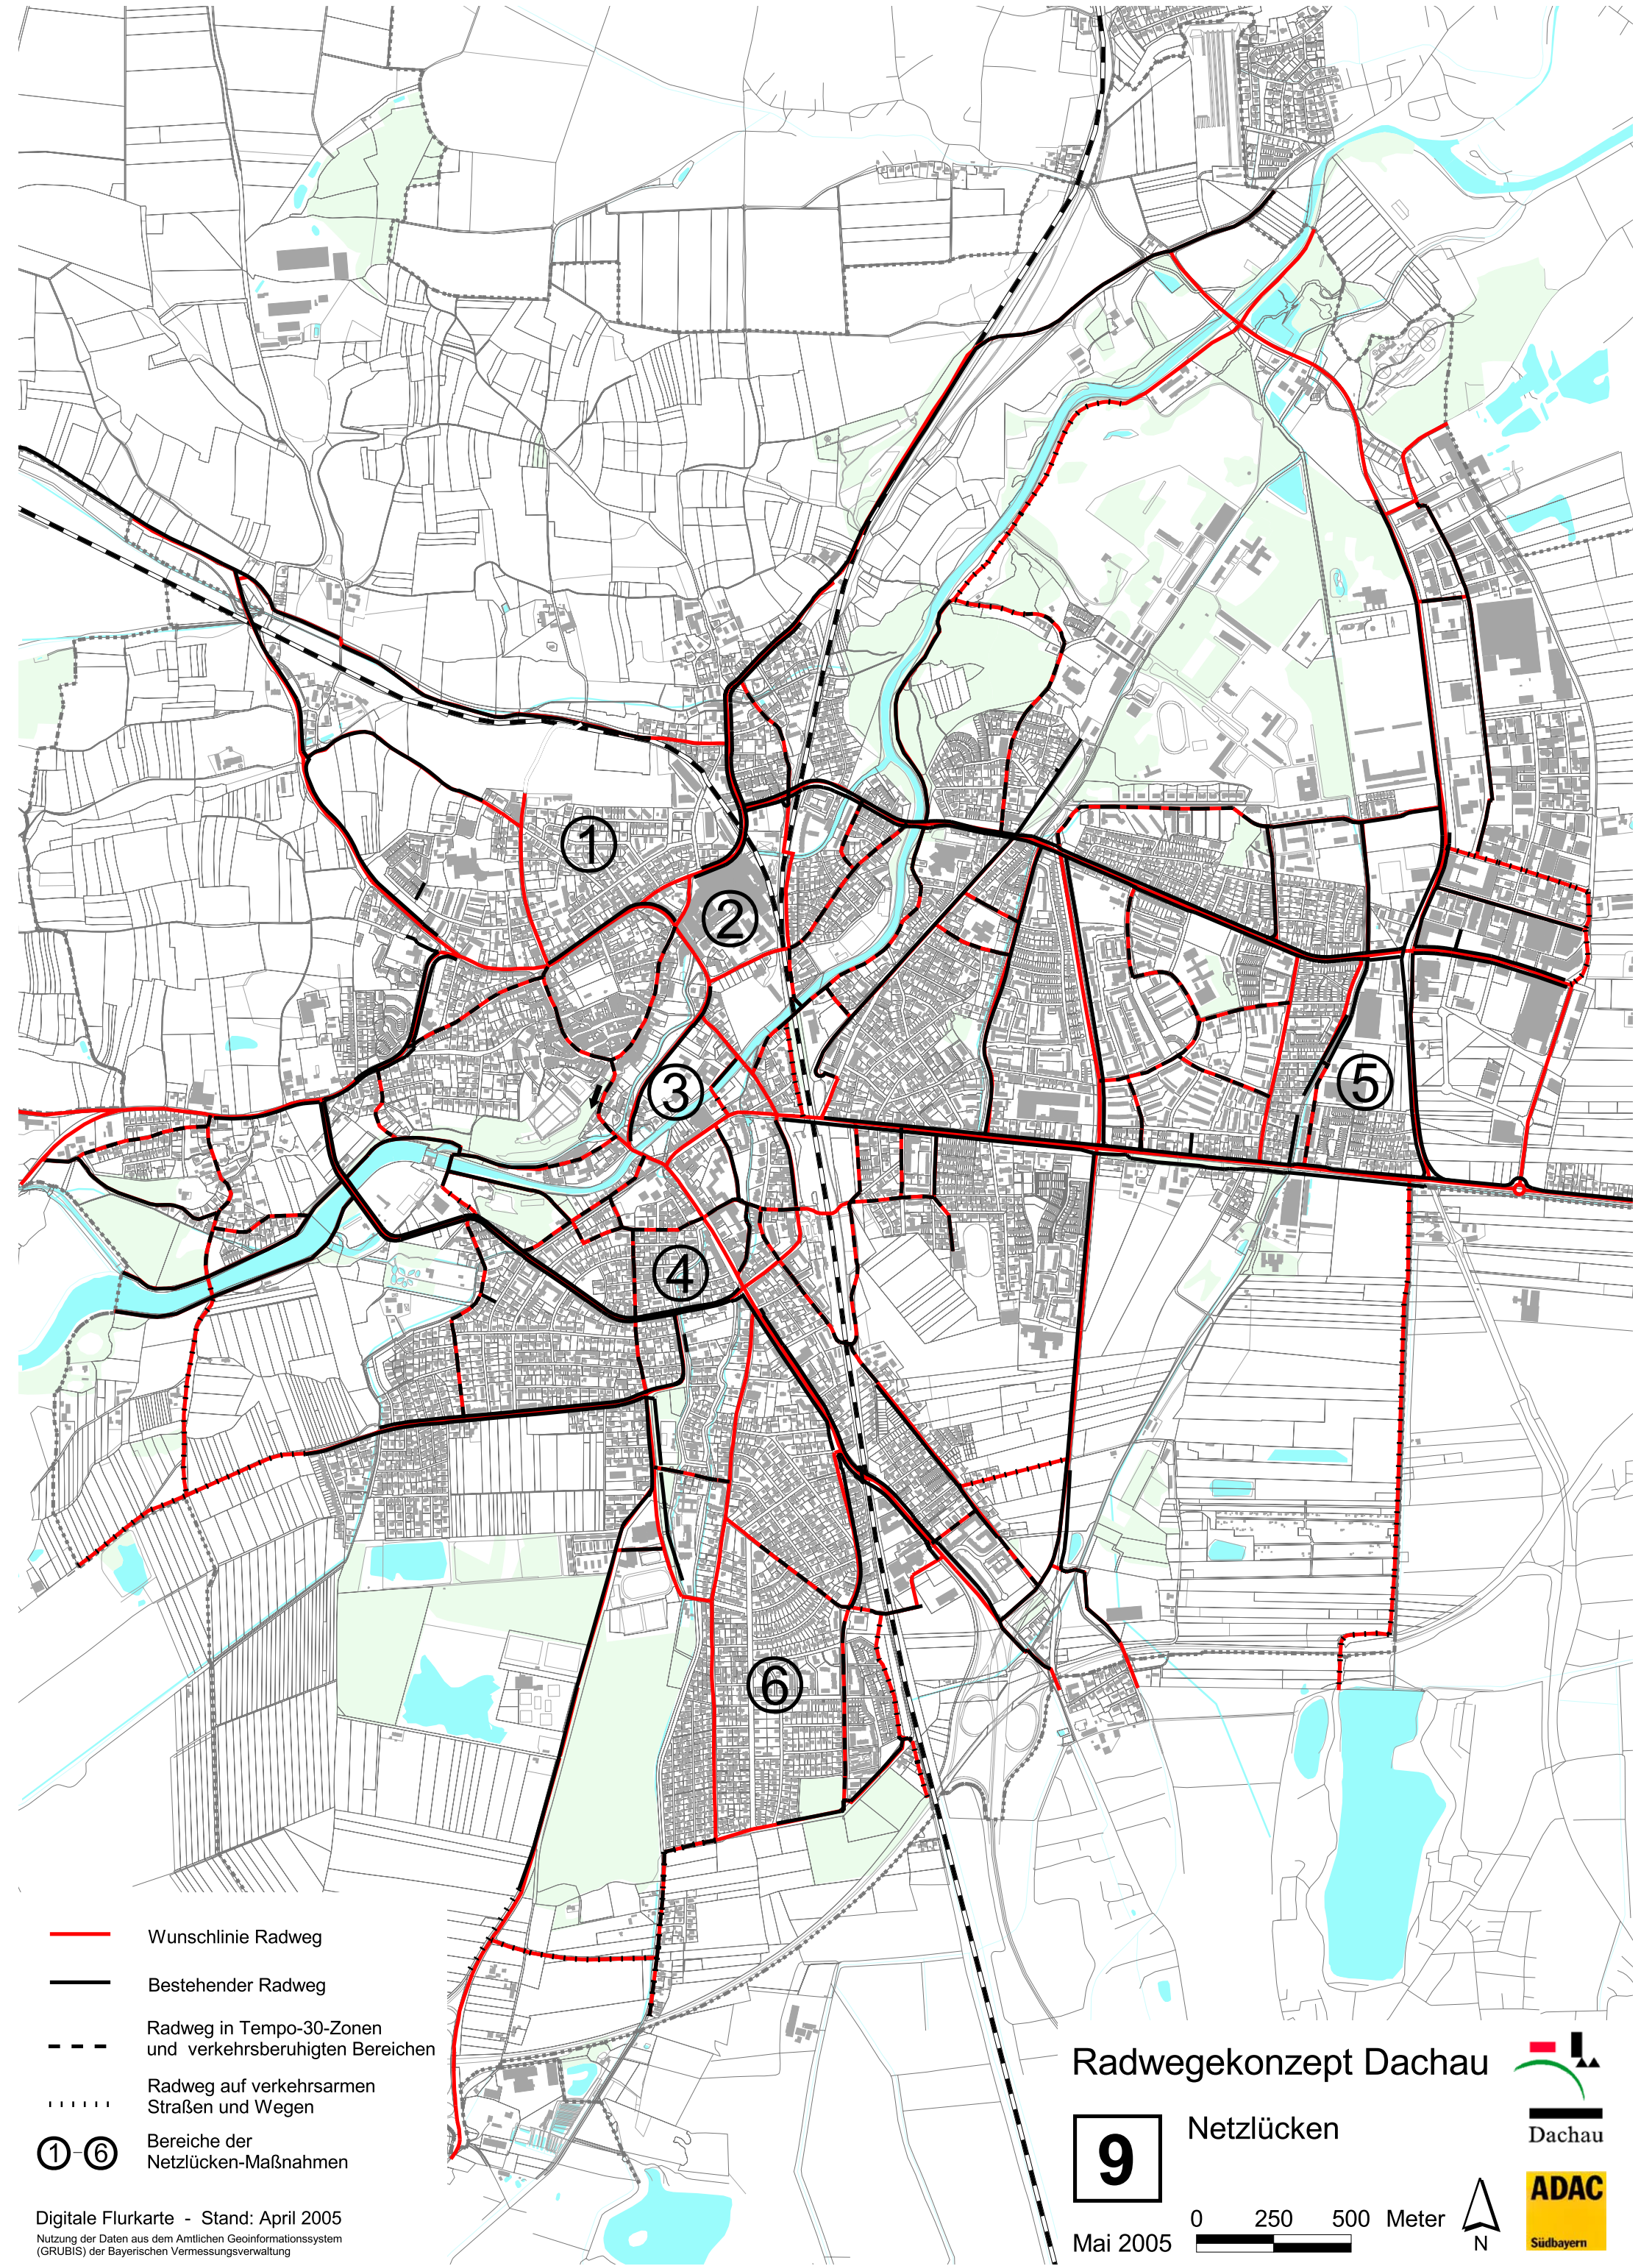 1
2
3
5
4
6
Wunschlinie Radweg
Bestehender Radweg
Radweg in Tempo-30-Zonen
und verkehrsberuhigten Bereichen
Radweg auf verkehrsarmen
Straßen und Wegen
1 – 6 Bereiche der
Netzlücken-Maßnahmen
Digitale Flurkarte - Stand: April 2005
Nutzung der Daten aus dem Amtlichen Geoinformationssystem
(GRUBIS) der Bayerischen Vermessungsverwaltung
Radwegekonzept Dachau
9 Netzlücken
Mai 2005
0 250 500 Meter
N
Dachau
ADAC
Südbayern